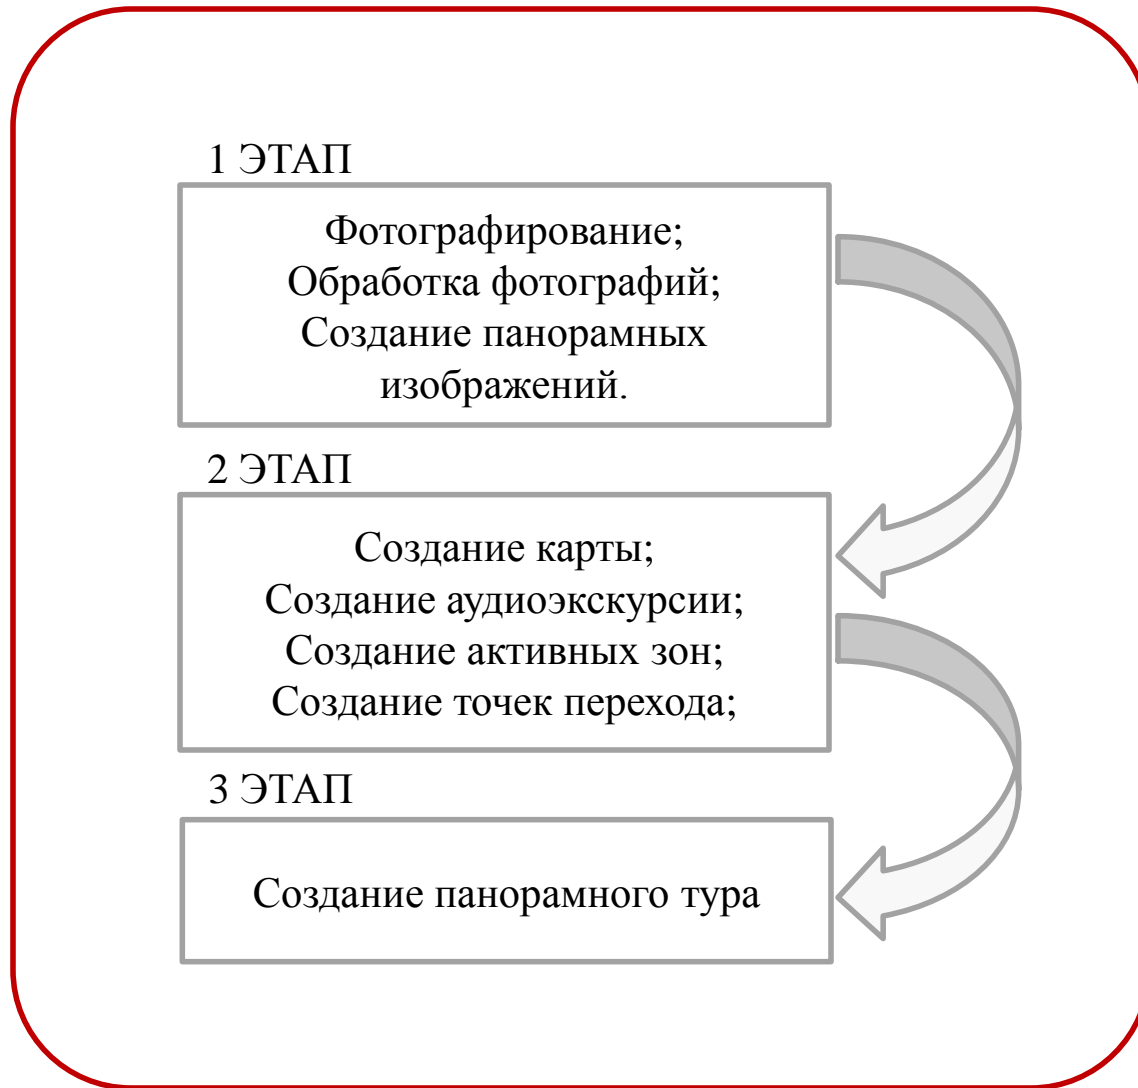 1 ЭТАП
Фотографирование;
Обработка фотографий;
Создание панорамных
изображений.
2 ЭТАП
Создание карты;
Создание аудиоэкскурсии;
Создание активных зон;
Создание точек перехода;
3 ЭТАП
Создание панорамного тура